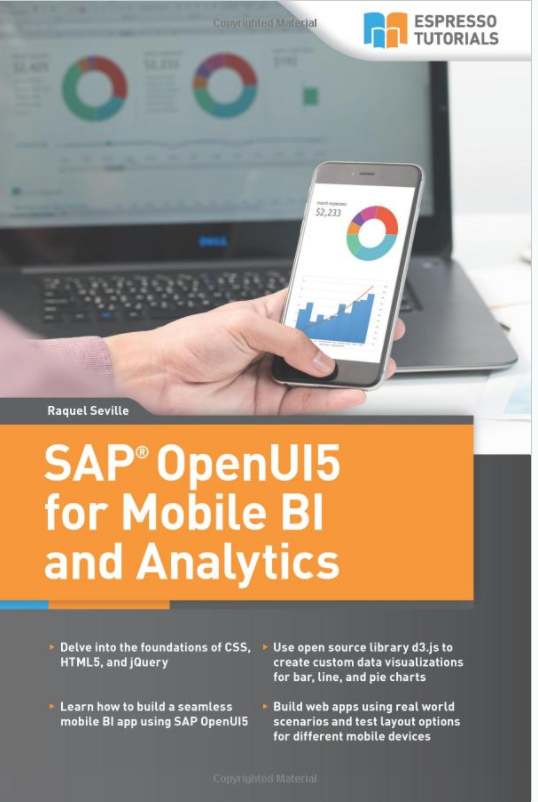 Copyrighted Material
ESPRESSO
TUTORIALS
$2,233
DELL
$2,233
Raquel Seville
SAP® OpenUI5
for Mobile BI
and Analytics
Delve into the foundations of CSS,
HTML5, and jQuery
Learn how to build a seamless
mobile BI app using SAP OpenUI5
Use open source library d3.js to
create custom data visualizations
for bar, line, and pie charts
Build web apps using real world
scenarios and test layout options
for different mobile devices
Copyrighted Material